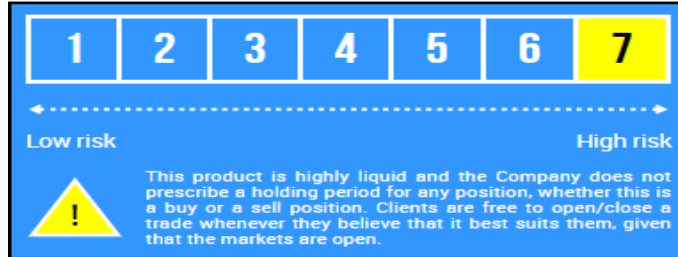 1 2 3 4 5 6 7
Low risk High risk
This product is highly liquid and the Company does not
prescribe a holding period for any position, whether this is
a buy or a sell position. Clients are free to open/close a
trade whenever they believe that it best suits them, given
that the markets are open.
!